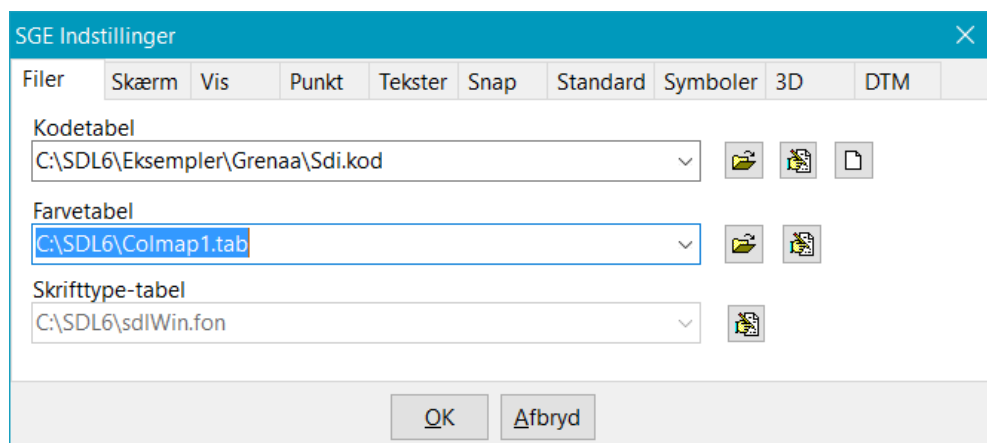 SGE Indstillinger
Filer Skærm Vis Punkt Tekster Snap Standard Symboler 3D DTM
Kodetabel
C:\SDL6\Eksempler\Grenaa\Sdi.kod
Farvetabel
C:\SDL6\Colmap1.tab
Skrifttype-tabel
C:\SDL6\sdlWin.fon
OK Afbryd